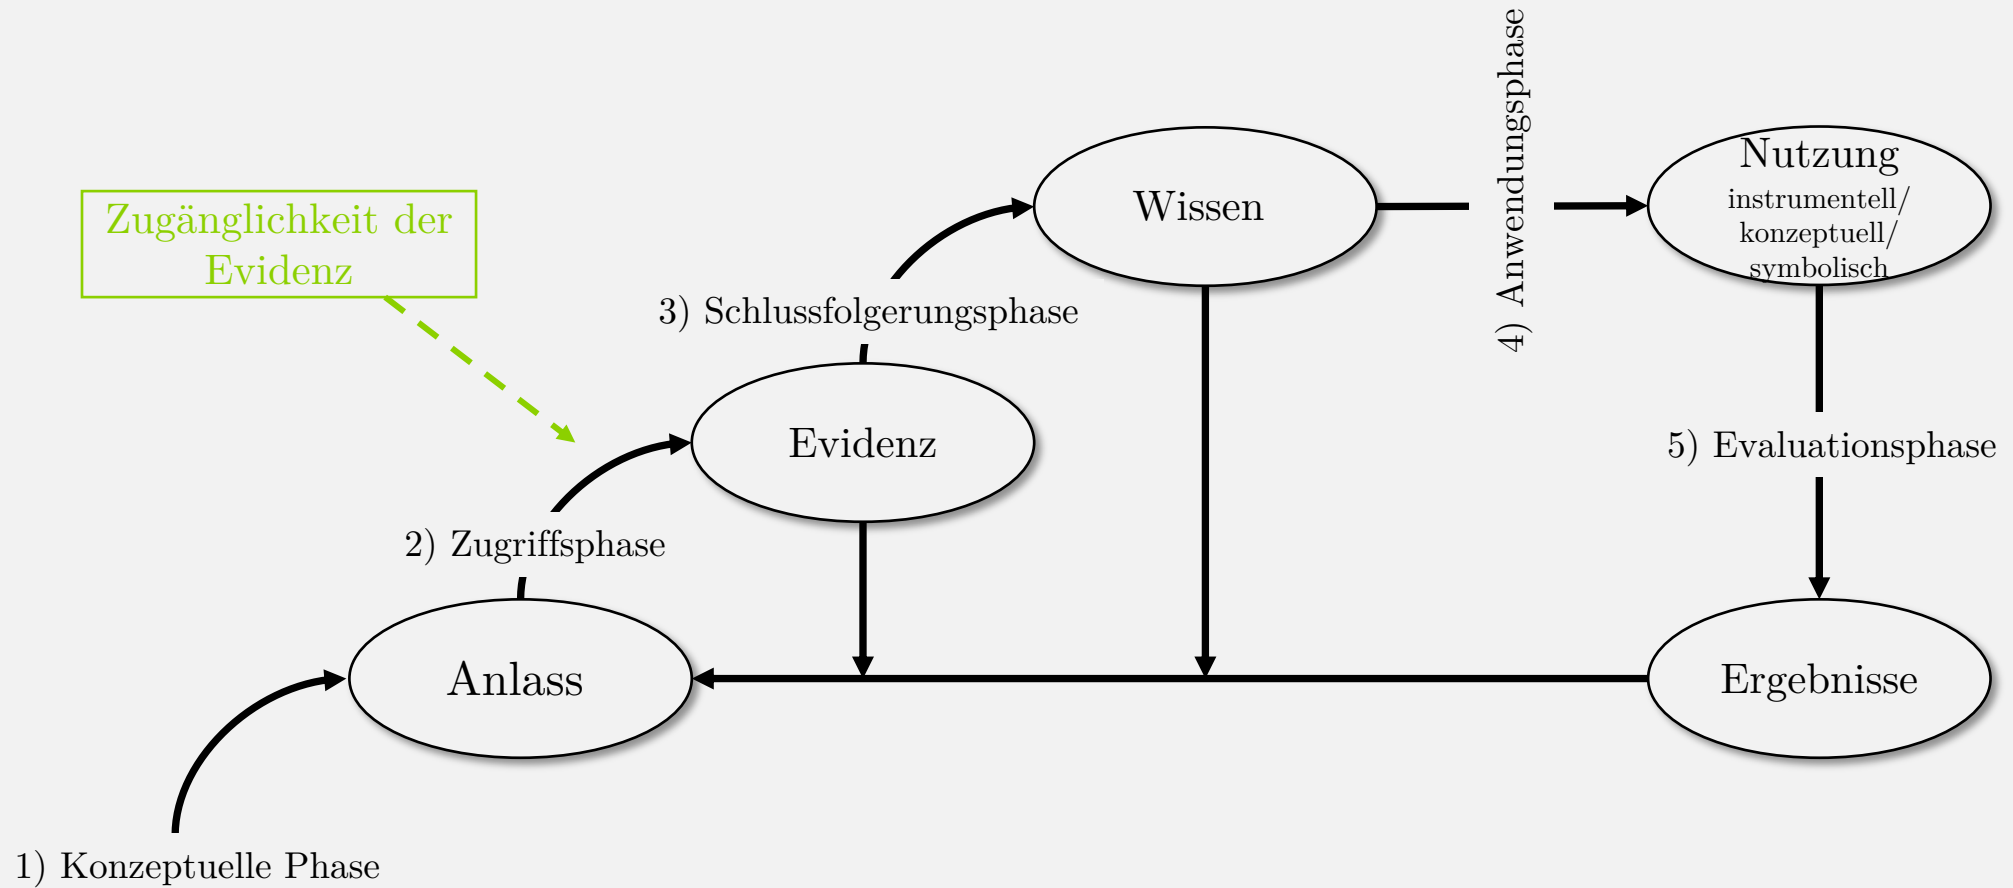 4) Anwendungsphase
Wissen
Nutzung
instrumentell/
konzeptuell/
symbolisch
Zugänglichkeit der
Evidenz
3) Schlussfolgerungsphase
Evidenz
5) Evaluationsphase
2) Zugriffsphase
Anlass
Ergebnisse
1) Konzeptuelle Phase